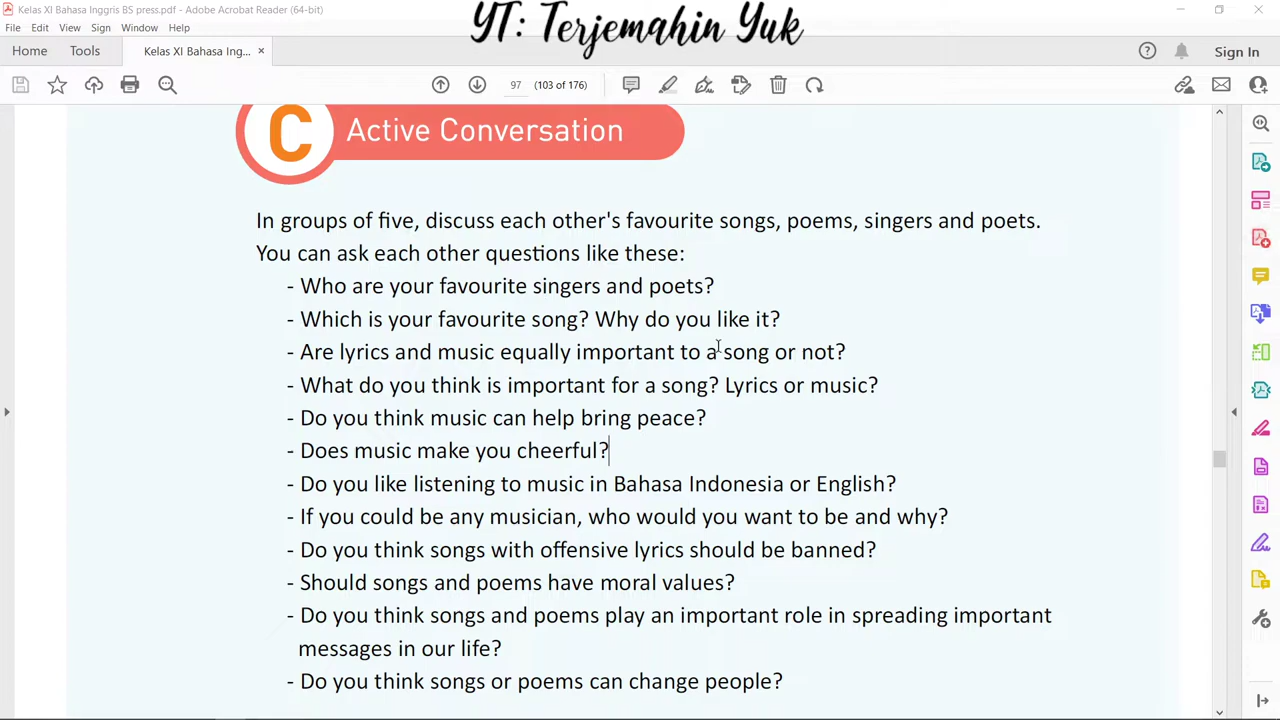 Kelas XI Bahasa Inggris BS press.pdf - Adobe Acrobat Reader (64-bit)
YT: Terjemahin Yuk
File Edit View Sign Window Help
Home Tools Kelas XI Bahasa Ing... × Sign In
97 (103 of 176)
C Active Conversation
In groups of five, discuss each other's favourite songs, poems, singers and poets.
You can ask each other questions like these:
- Who are your favourite singers and poets?
- Which is your favourite song? Why do you like it?
- Are lyrics and music equally important to a song or not?
- What do you think is important for a song? Lyrics or music?
- Do you think music can help bring peace?
- Does music make you cheerful?
- Do you like listening to music in Bahasa Indonesia or English?
- If you could be any musician, who would you want to be and why?
- Do you think songs with offensive lyrics should be banned?
- Should songs and poems have moral values?
- Do you think songs and poems play an important role in spreading important
messages in our life?
- Do you think songs or poems can change people?